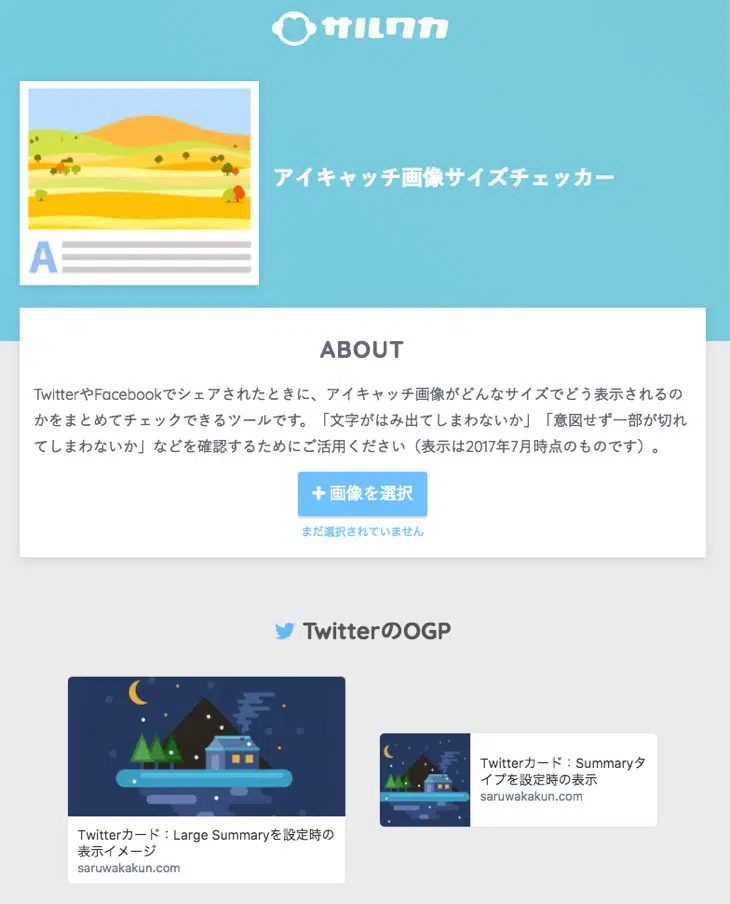 サルワカ
アイキャッチ画像サイズチェッカー
A
ABOUT
TwitterやFacebookでシェアされたときに、アイキャッチ画像がどんなサイズでどう表示されるの
かをまとめてチェックできるツールです。「文字がはみ出てしまわないか」「意図せず一部が切れ
てしまわないか」などを確認するためにご活用ください（表示は2017年7月時点のものです）。
+ 画像を選択
まだ選択されていません
TwitterのOGP
Twitterカード：Large Summaryを設定時の
表示イメージ
saruwakakun.com
Twitterカード：Summaryタ
イプを設定時の表示
saruwakakun.com